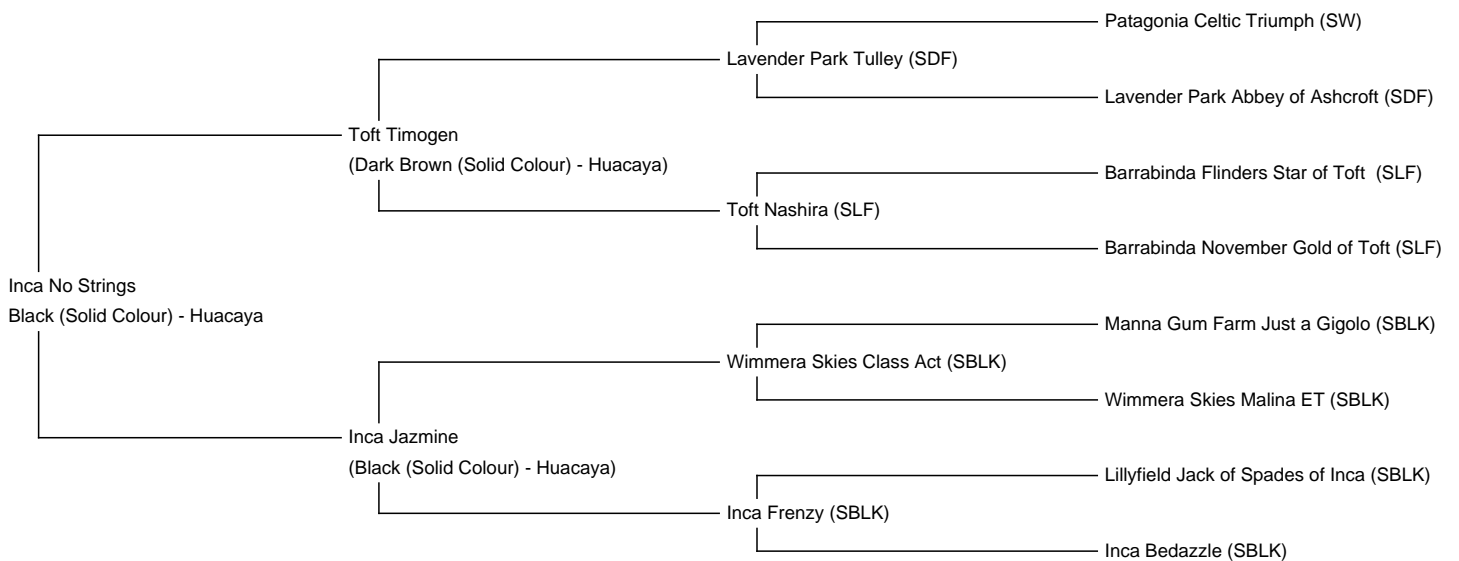 Patagonia Celtic Triumph (SW)
Lavender Park Tulley (SDF)
Lavender Park Abbey of Ashcroft (SDF)
Toft Timogen
(Dark Brown (Solid Colour) - Huacaya)
Barrabinda Flinders Star of Toft  (SLF)
Toft Nashira (SLF)
Barrabinda November Gold of Toft (SLF)
Inca No Strings
Black (Solid Colour) - Huacaya
Manna Gum Farm Just a Gigolo (SBLK)
Wimmera Skies Class Act (SBLK)
Wimmera Skies Malina ET (SBLK)
Inca Jazmine
(Black (Solid Colour) - Huacaya)
Lillyfield Jack of Spades of Inca (SBLK)
Inca Frenzy (SBLK)
Inca Bedazzle (SBLK)